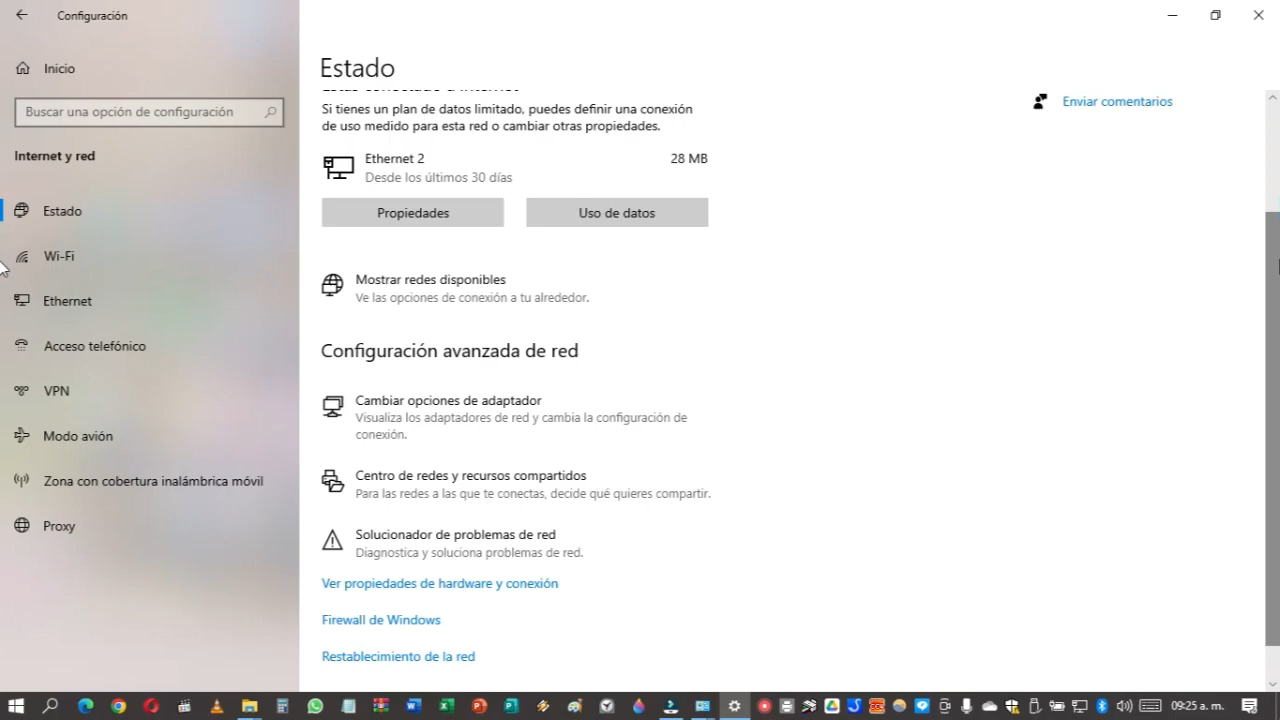 Configuración
Inicio
Buscar una opción de configuración
Internet y red
Estado
Wi-Fi
Ethernet
Acceso telefónico
VPN
Modo avión
Zona con cobertura inalámbrica móvil
Proxy
Estado
Si tienes un plan de datos limitado, puedes definir una conexión
de uso medido para esta red o cambiar otras propiedades.
Ethernet 2
28 MB
Desde los últimos 30 días
Propiedades
Uso de datos
Mostrar redes disponibles
Ve las opciones de conexión a tu alrededor.
Configuración avanzada de red
Cambiar opciones de adaptador
Visualiza los adaptadores de red y cambia la configuración de
conexión.
Centro de redes y recursos compartidos
Para las redes a las que te conectas, decide qué quieres compartir.
Solucionador de problemas de red
Diagnostica y soluciona problemas de red.
Ver propiedades de hardware y conexión
Firewall de Windows
Restablecimiento de la red
Enviar comentarios
09:25 a. m.